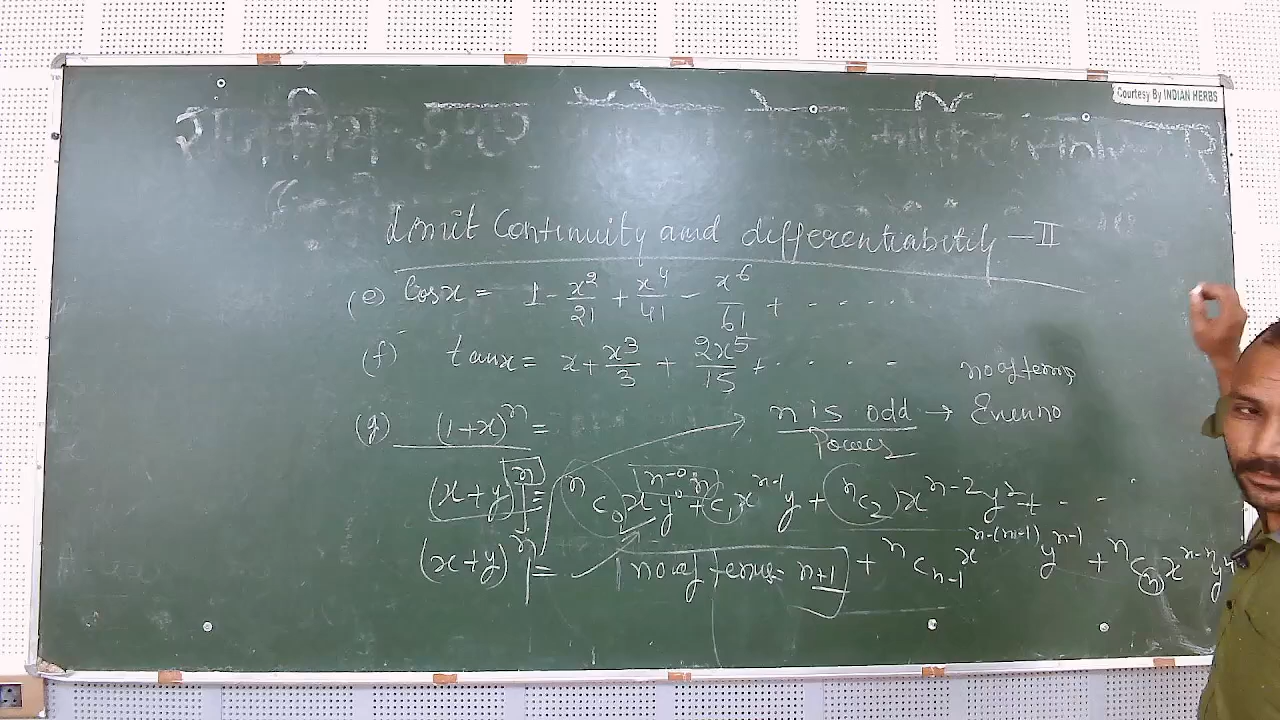 Courtesy By INDIAN HERBS
Limit Continuity and differentiability - II
(e) Cosx = 1 - x²/2! + x⁴/4! - x⁶/6! + - - - - -
(f) tanx = x + x³/3 + 2x⁵/15 + - - - -
no of terms
(g) (1+x)ⁿ = n is odd → Even no
Power
(x+y)ⁿ = ⁿC₀ xⁿ⁻⁰ y⁰ + ⁿC₁ xⁿ⁻¹ y + ⁿC₂ xⁿ⁻² y² + - - -
(x+y)ⁿ = no of terms = n+1 + ⁿCₙ₋₁ xⁿ⁻⁽ⁿ⁻¹⁾ yⁿ⁻¹ + ⁿCₙ xⁿ⁻ⁿ yⁿ